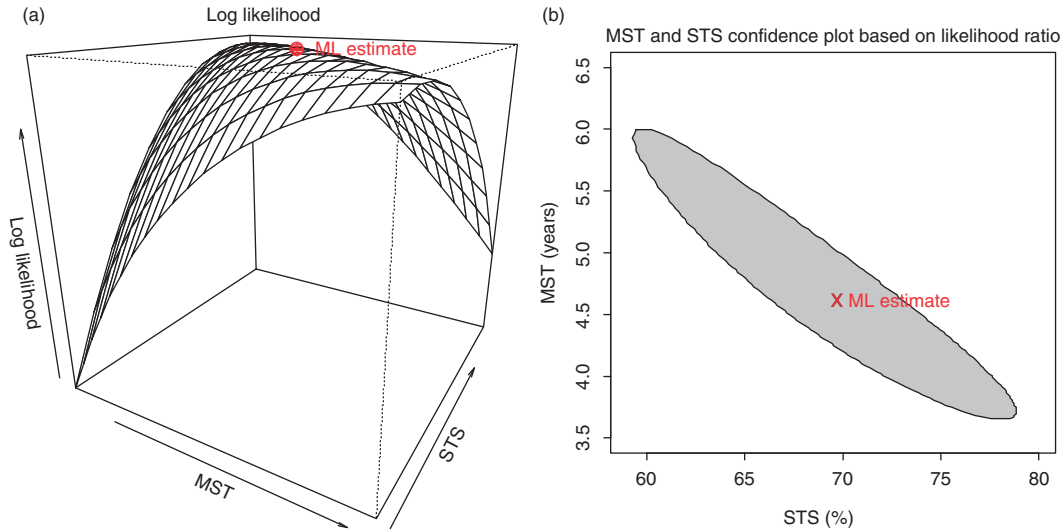 (a)
Log likelihood
ML estimate
Log likelihood
MST
STS
(b)
MST and STS confidence plot based on likelihood ratio
6.5
6.0
5.5
5.0
4.5
4.0
3.5
MST (years)
X ML estimate
60 65 70 75 80
STS (%)